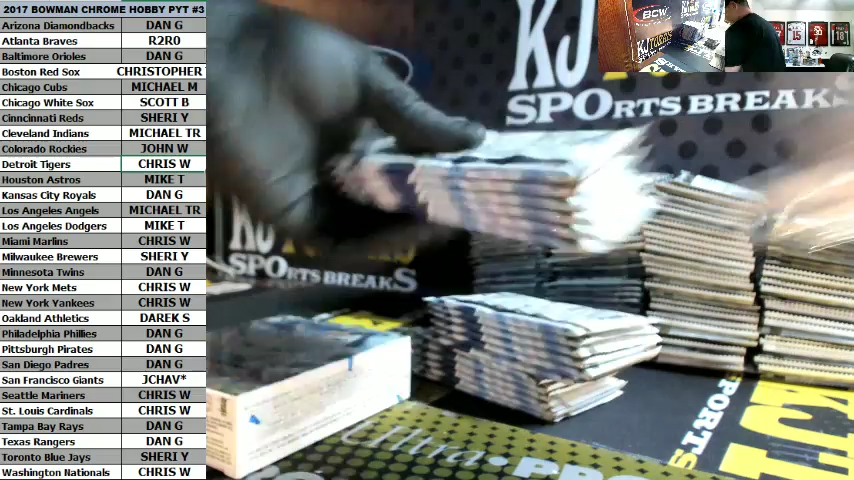 2017 BOWMAN CHROME HOBBY PYT #3
Arizona Diamondbacks DAN G
Atlanta Braves R2R0
Baltimore Orioles DAN G
Boston Red Sox CHRISTOPHER
Chicago Cubs MICHAEL M
Chicago White Sox SCOTT B
Cinncinati Reds SHERI Y
Cleveland Indians MICHAEL TR
Colorado Rockies JOHN W
Detroit Tigers CHRIS W
Houston Astros MIKE T
Kansas City Royals DAN G
Los Angeles Angels MICHAEL TR
Los Angeles Dodgers MIKE T
Miami Marlins CHRIS W
Milwaukee Brewers SHERI Y
Minnesota Twins DAN G
New York Mets CHRIS W
New York Yankees CHRIS W
Oakland Athletics DAREK S
Philadelphia Phillies DAN G
Pittsburgh Pirates DAN G
San Diego Padres DAN G
San Francisco Giants JCHAV*
Seattle Mariners CHRIS W
St. Louis Cardinals CHRIS W
Tampa Bay Rays DAN G
Texas Rangers DAN G
Toronto Blue Jays SHERI Y
Washington Nationals CHRIS W
BCW
KJ
SPORTS BREAKS
KJ
SPORTS BREAKS
Ultra PRO
SPORTS
KJ